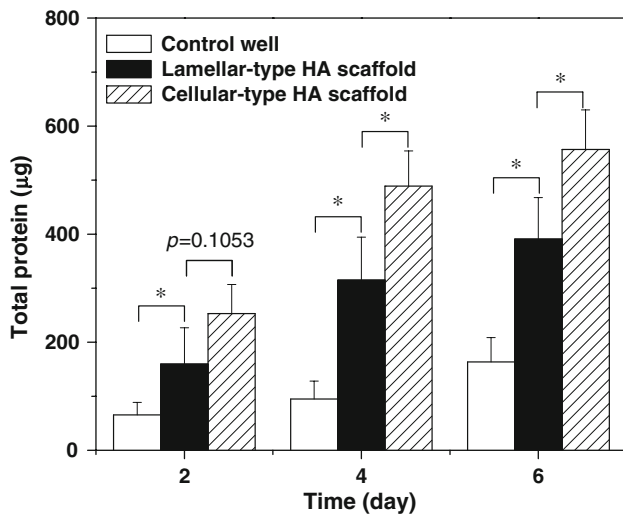 800
600
400
200
0
Total protein (μg)
Control well
Lamellar-type HA scaffold
Cellular-type HA scaffold
*
p=0.1053
*
*
*
*
2
4
6
Time (day)